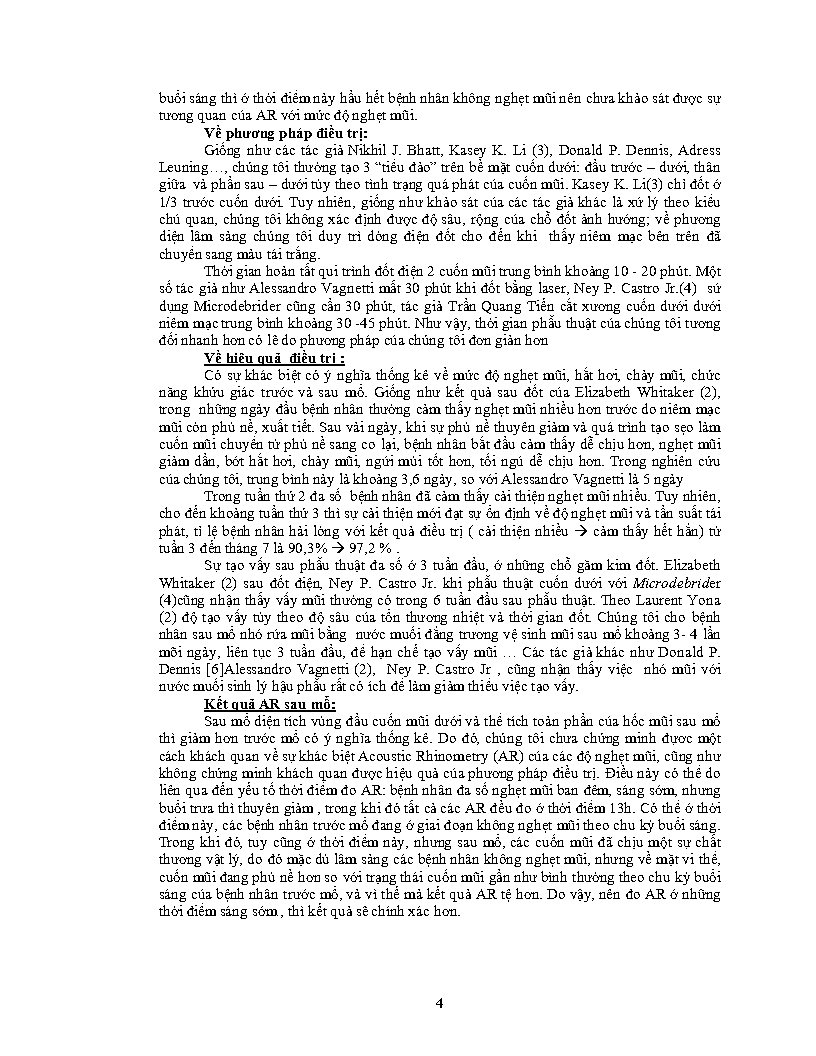 buổi sáng thì ở thời điểm này hầu hết bệnh nhân không nghẹt mũi nên chưa khảo sát được sự
tương quan của AR với mức độ nghẹt mũi.
Về phương pháp điều trị:
Giống như các tác giả Nikhil J. Bhatt, Kasey K. Li (3), Donald P. Dennis, Adress
Leuning…, chúng tôi thường tạo 3 “tiểu đảo” trên bề mặt cuốn dưới: đầu trước – dưới, thân
giữa và phần sau – dưới tùy theo tình trạng quá phát của cuốn mũi. Kasey K. Li(3) chỉ đốt ở
1/3 trước cuốn dưới. Tuy nhiên, giống như khảo sát của các tác giả khác là xử lý theo kiểu
chủ quan, chúng tôi không xác định được độ sâu, rộng của chỗ đốt ảnh hưởng; về phương
diện lâm sàng chúng tôi duy trì dòng điện đốt cho đến khi thấy niêm mạc bên trên đã
chuyển sang màu tái trắng.
Thời gian hoàn tất qui trình đốt điện 2 cuốn mũi trung bình khoảng 10 - 20 phút. Một
số tác giả như Alessandro Vagnetti mất 30 phút khi đốt bằng laser, Ney P. Castro Jr.(4) sử
dụng Microdebrider cũng cần 30 phút, tác giả Trần Quang Tiến cắt xương cuốn dưới dưới
niêm mạc trung bình khoảng 30 -45 phút. Như vậy, thời gian phẫu thuật của chúng tôi tương
đối nhanh hơn có lẽ do phương pháp của chúng tôi đơn giản hơn
Về hiệu quả điều trị :
Có sự khác biệt có ý nghĩa thống kê về mức độ nghẹt mũi, hắt hơi, chảy mũi, chức
năng khứu giác trước và sau mổ. Giống như kết quả sau đốt của Elizabeth Whitaker (2),
trong những ngày đầu bệnh nhân thường cảm thấy nghẹt mũi nhiều hơn trước do niêm mạc
mũi còn phù nề, xuất tiết. Sau vài ngày, khi sự phù nề thuyên giảm và quá trình tạo sẹo làm
cuốn mũi chuyển từ phù nề sang co lại, bệnh nhân bắt đầu cảm thấy dễ chịu hơn, nghẹt mũi
giảm dần, bớt hắt hơi, chảy mũi, ngửi mùi tốt hơn, tối ngủ dễ chịu hơn. Trong nghiên cứu
của chúng tôi, trung bình này là khoảng 3,6 ngày, so với Alessandro Vagnetti là 5 ngày
Trong tuần thứ 2 đa số bệnh nhân đã cảm thấy cải thiện nghẹt mũi nhiều. Tuy nhiên,
cho đến khoảng tuần thứ 3 thì sự cải thiện mới đạt sự ổn định về độ nghẹt mũi và tần suất tái
phát, tỉ lệ bệnh nhân hài lòng với kết quả điều trị ( cải thiện nhiều → cảm thấy hết hẳn) từ
tuần 3 đến tháng 7 là 90,3% → 97,2 % .
Sự tạo vẩy sau phẫu thuật đa số ở 3 tuần đầu, ở những chỗ găm kim đốt. Elizabeth
Whitaker (2) sau đốt điện, Ney P. Castro Jr. khi phẫu thuật cuốn dưới với Microdebrider
(4)cũng nhận thấy vẩy mũi thường có trong 6 tuần đầu sau phẫu thuật. Theo Laurent Yona
(2) độ tạo vẩy tùy theo độ sâu của tổn thương nhiệt và thời gian đốt. Chúng tôi cho bệnh
nhân sau mổ nhỏ rửa mũi bằng nước muối đẳng trương vệ sinh mũi sau mổ khoảng 3- 4 lần
mỗi ngày, liên tục 3 tuần đầu, để hạn chế tạo vẩy mũi … Các tác giả khác như Donald P.
Dennis [6]Alessandro Vagnetti (2), Ney P. Castro Jr , cũng nhận thấy việc nhỏ mũi với
nước muối sinh lý hậu phẫu rất có ích để làm giảm thiểu việc tạo vẩy.
Kết quả AR sau mổ:
Sau mổ diện tích vùng đầu cuốn mũi dưới và thể tích toàn phần của hốc mũi sau mổ
thì giảm hơn trước mổ có ý nghĩa thống kê. Do đó, chúng tôi chưa chứng minh được một
cách khách quan về sự khác biệt Acoustic Rhinometry (AR) của các độ nghẹt mũi, cũng như
không chứng minh khách quan được hiệu quả của phương pháp điều trị. Điều này có thể do
liên qua đến yếu tố thời điểm đo AR: bệnh nhân đa số nghẹt mũi ban đêm, sáng sớm, nhưng
buổi trưa thì thuyên giảm , trong khi đó tất cả các AR đều đo ở thời điểm 13h. Có thể ở thời
điểm này, các bệnh nhân trước mổ đang ở giai đoạn không nghẹt mũi theo chu kỳ buổi sáng.
Trong khi đó, tuy cũng ở thời điểm này, nhưng sau mổ, các cuốn mũi đã chịu một sự chất
thương vật lý, do đó mặc dù lâm sàng các bệnh nhân không nghẹt mũi, nhưng về mặt vi thể,
cuốn mũi đang phù nề hơn so với trạng thái cuốn mũi gần như bình thường theo chu kỳ buổi
sáng của bệnh nhân trước mổ, và vì thế mà kết quả AR tệ hơn. Do vậy, nên đo AR ở những
thời điểm sáng sớm , thì kết quả sẽ chính xác hơn.
4